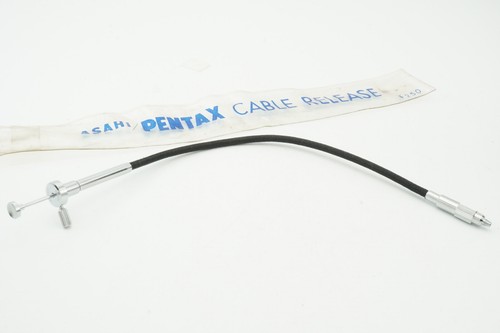 ASAHI PENTAX CABLE RELEASE